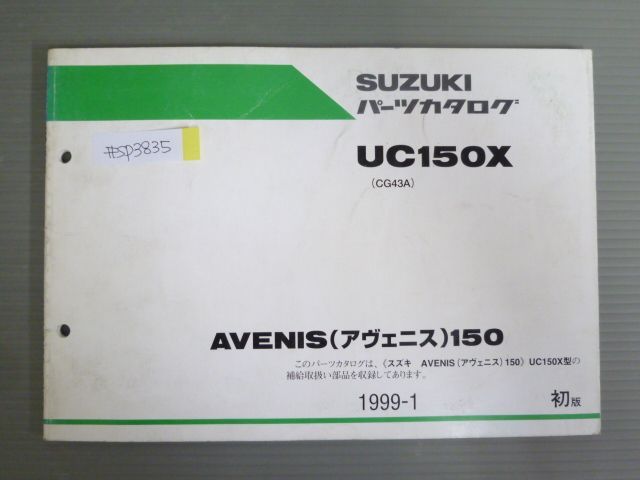 SUZUKI
パーツカタログ
UC150X
(CG43A)
#SP3835
AVENIS(アヴェニス)150
このパーツカタログは、《スズキ AVENIS(アヴェニス)150》UC150X型の
補給取扱い部品を収録してあります。
1999-1 初版